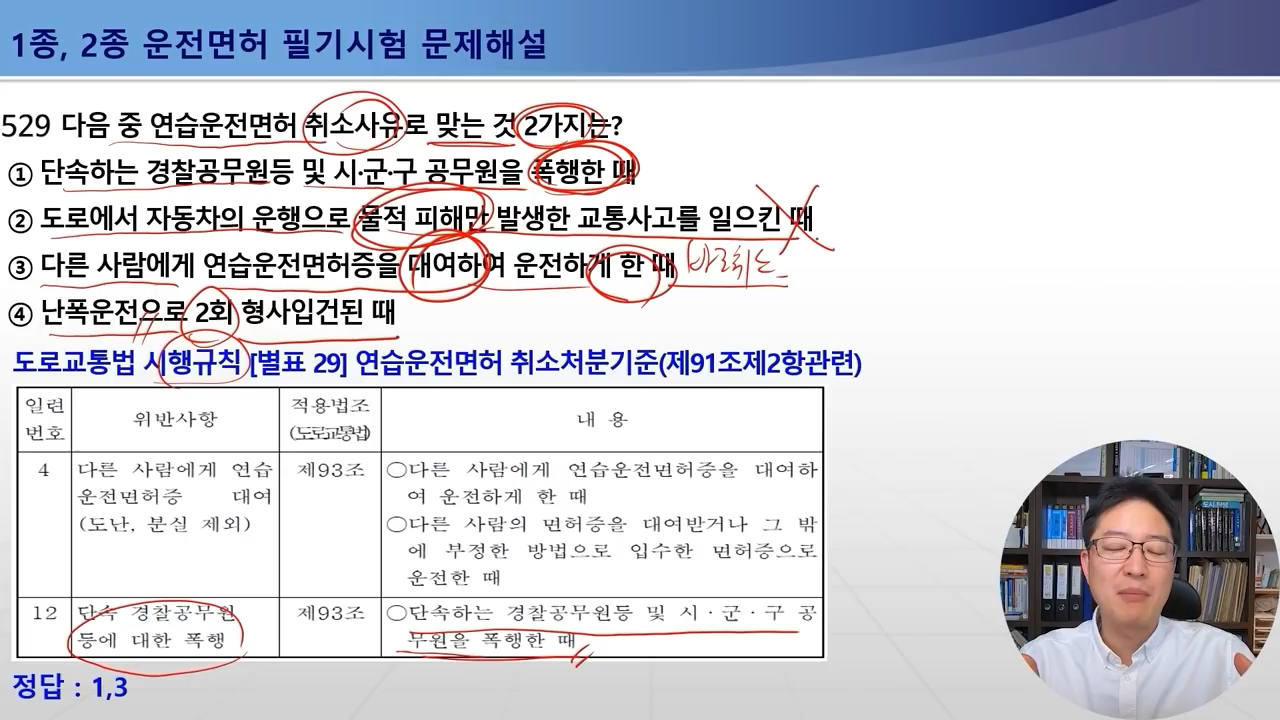 1종, 2종 운전면허 필기시험 문제해설
529 다음 중 연습운전면허 취소사유로 맞는 것 2가지는?
① 단속하는 경찰공무원등 및 시·군·구 공무원을 폭행한 때
② 도로에서 자동차의 운행으로 물적 피해만 발생한 교통사고를 일으킨 때
③ 다른 사람에게 연습운전면허증을 대여하여 운전하게 한 때 바로취소
④ 난폭운전으로 2회 형사입건된 때
도로교통법 시행규칙 [별표 29] 연습운전면허 취소처분기준(제91조제2항관련)
일련
번호
위반사항
적용법조
(도로교통법)
내 용
4
다른 사람에게 연습
운전면허증 대여
(도난, 분실 제외)
제93조
○다른 사람에게 연습운전면허증을 대여하
여 운전하게 한 때
○다른 사람의 면허증을 대여받거나 그 밖
에 부정한 방법으로 입수한 면허증으로
운전한 때
12
단속 경찰공무원
등에 대한 폭행
제93조
○단속하는 경찰공무원등 및 시·군·구 공
무원을 폭행한 때
정답 : 1,3